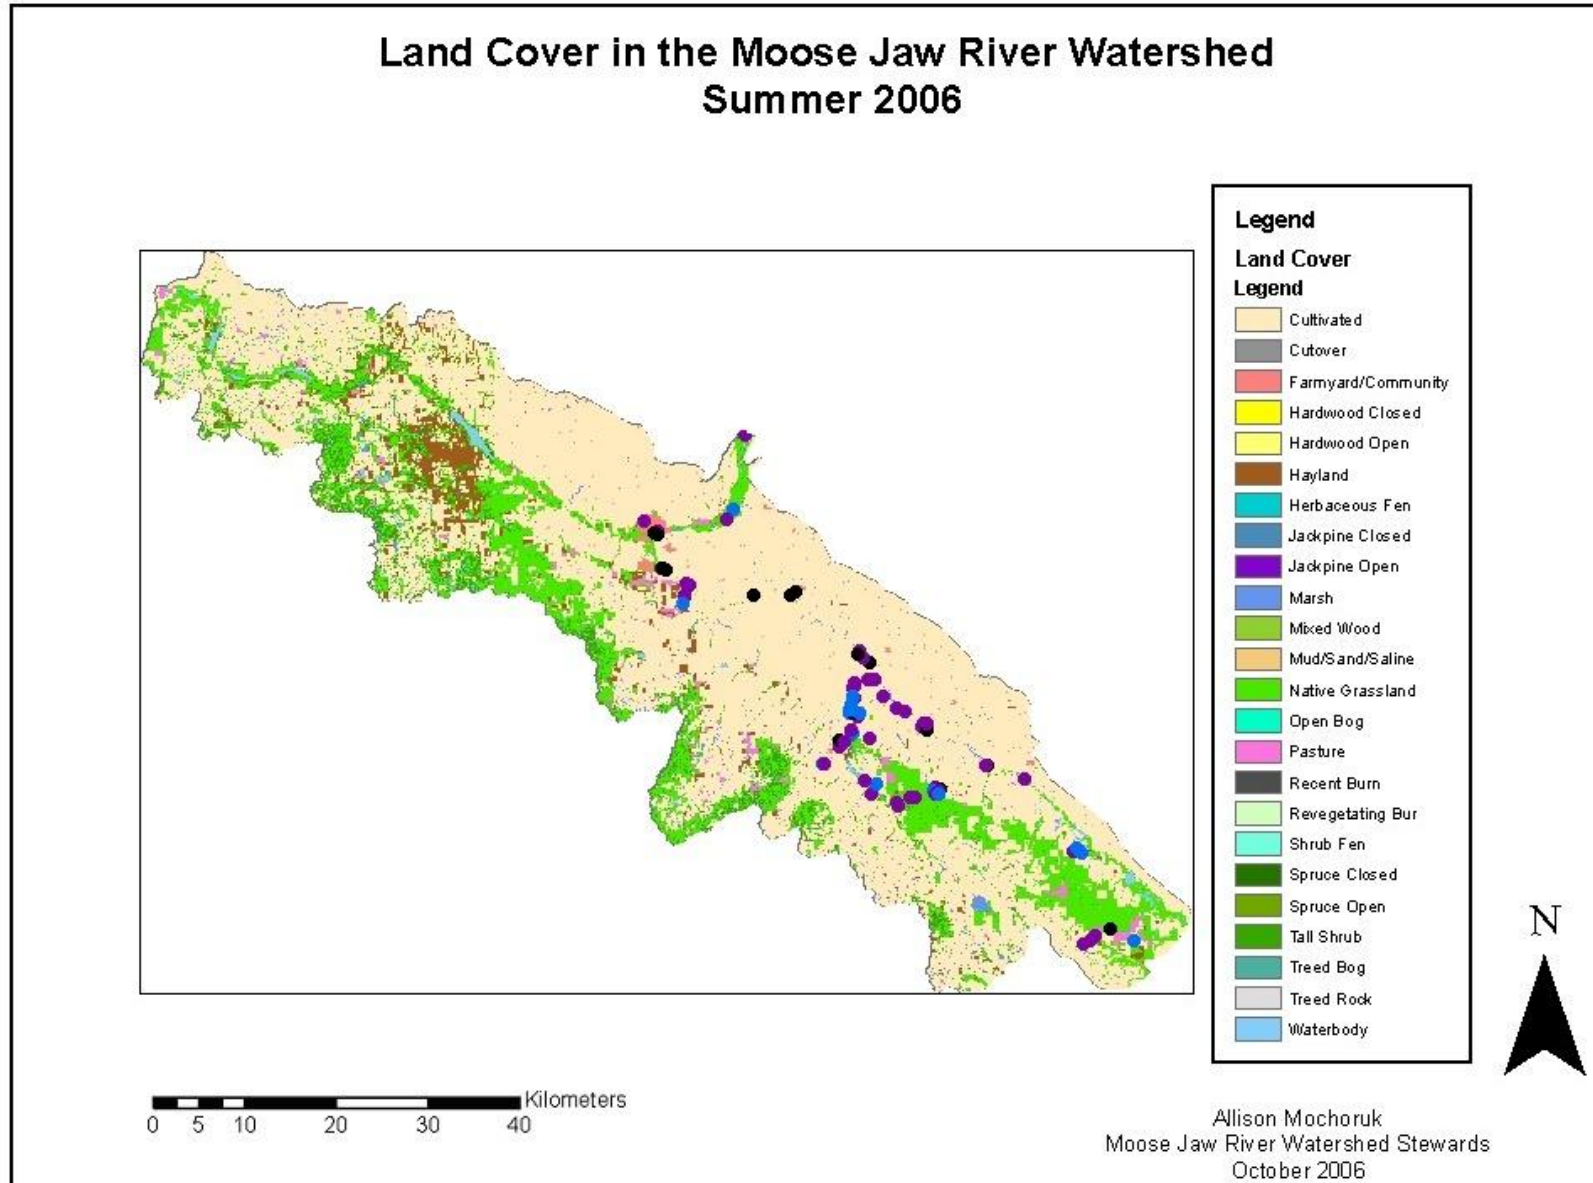 Land Cover in the Moose Jaw River Watershed
Summer 2006
Legend
Land Cover
Legend
Cultivated
Cutover
Farmyard/Community
Hardwood Closed
Hardwood Open
Hayland
Herbaceous Fen
Jackpine Closed
Jackpine Open
Marsh
Mixed Wood
Mud/Sand/Saline
Native Grassland
Open Bog
Pasture
Recent Burn
Revegetating Bur
Shrub Fen
Spruce Closed
Spruce Open
Tall Shrub
Treed Bog
Treed Rock
Waterbody
N
Kilometers
0 5 10 20 30 40
Allison Mochoruk
Moose Jaw River Watershed Stewards
October 2006